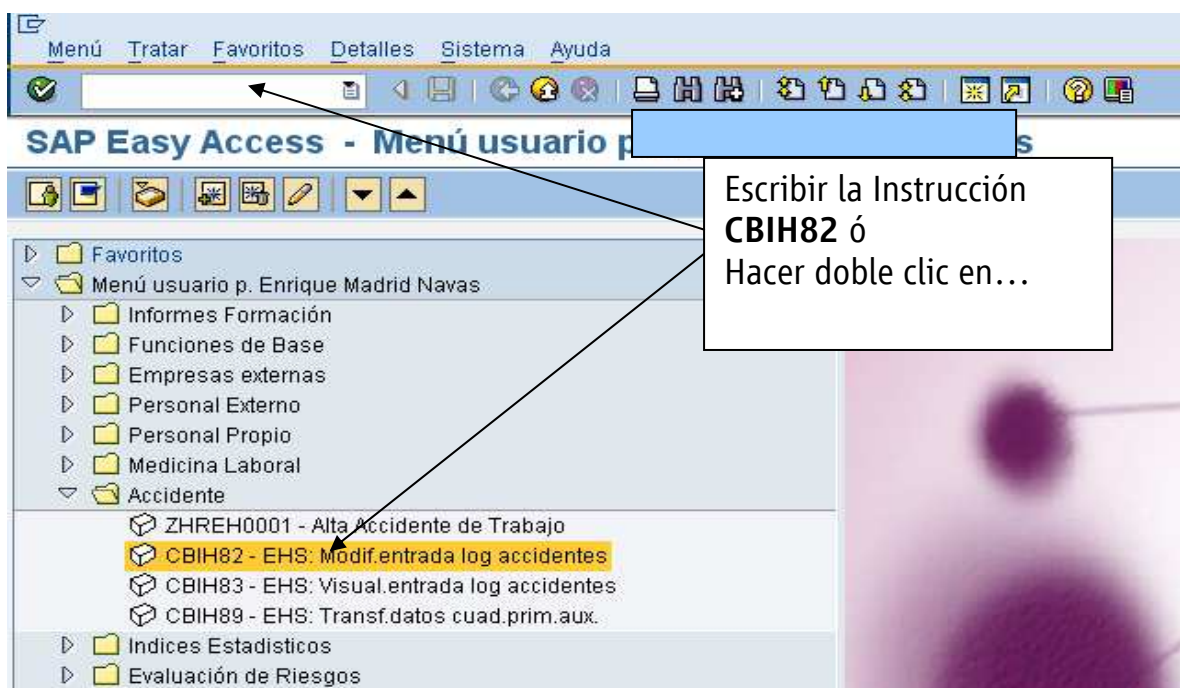 Menú Tratar Favoritos Detalles Sistema Ayuda
SAP Easy Access - Menú usuario p s
Escribir la Instrucción
CBIH82 ó
Hacer doble clic en…
Favoritos
Menú usuario p. Enrique Madrid Navas
Informes Formación
Funciones de Base
Empresas externas
Personal Externo
Personal Propio
Medicina Laboral
Accidente
ZHREH0001 - Alta Accidente de Trabajo
CBIH82 - EHS: Modif.entrada log accidentes
CBIH83 - EHS: Visual.entrada log accidentes
CBIH89 - EHS: Transf.datos cuad.prim.aux.
Indices Estadisticos
Evaluación de Riesgos